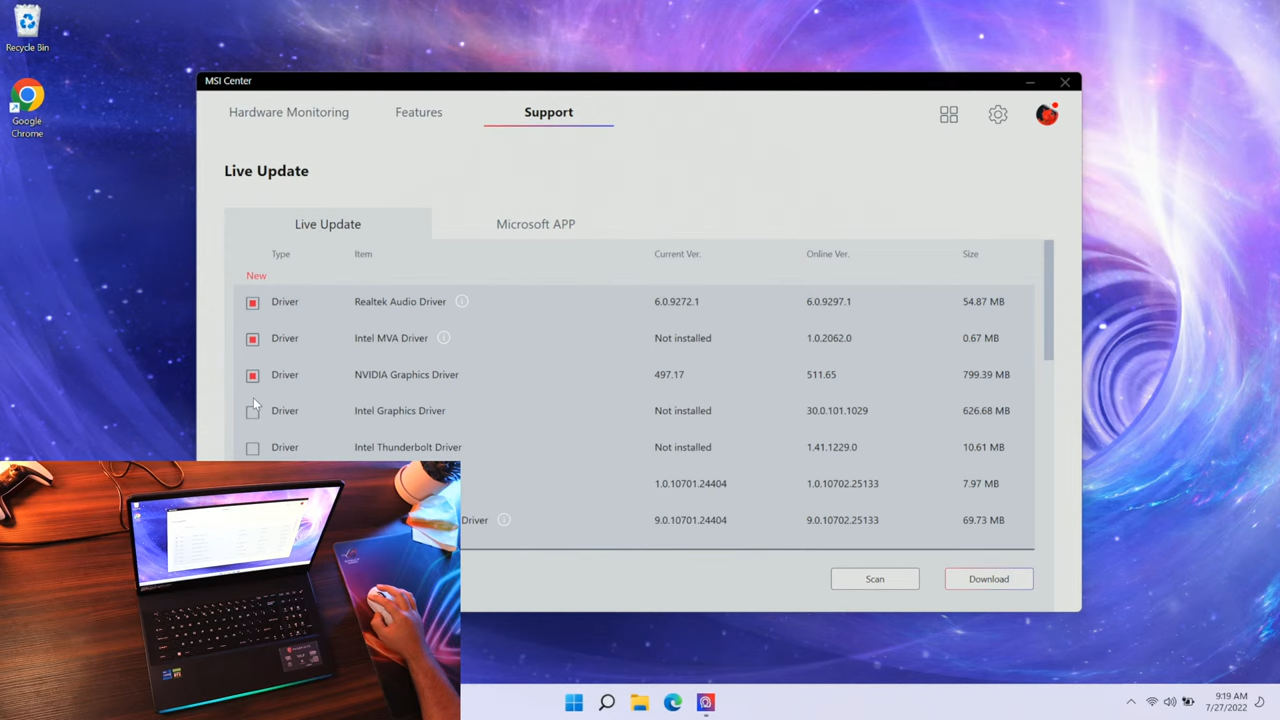 Recycle Bin
Google
Chrome
MSI Center
Hardware Monitoring Features Support
Live Update
Live Update Microsoft APP
Type Item Current Ver. Online Ver. Size
New
Driver Realtek Audio Driver 6.0.9272.1 6.0.9297.1 54.87 MB
Driver Intel MVA Driver Not installed 1.0.2062.0 0.67 MB
Driver NVIDIA Graphics Driver 497.17 511.65 799.39 MB
Driver Intel Graphics Driver Not installed 30.0.101.1029 626.68 MB
Driver Intel Thunderbolt Driver Not installed 1.41.1229.0 10.61 MB
1.0.10701.24404 1.0.10702.25133 7.97 MB
Driver 9.0.10701.24404 9.0.10702.25133 69.73 MB
Scan Download
9:19 AM
7/27/2022